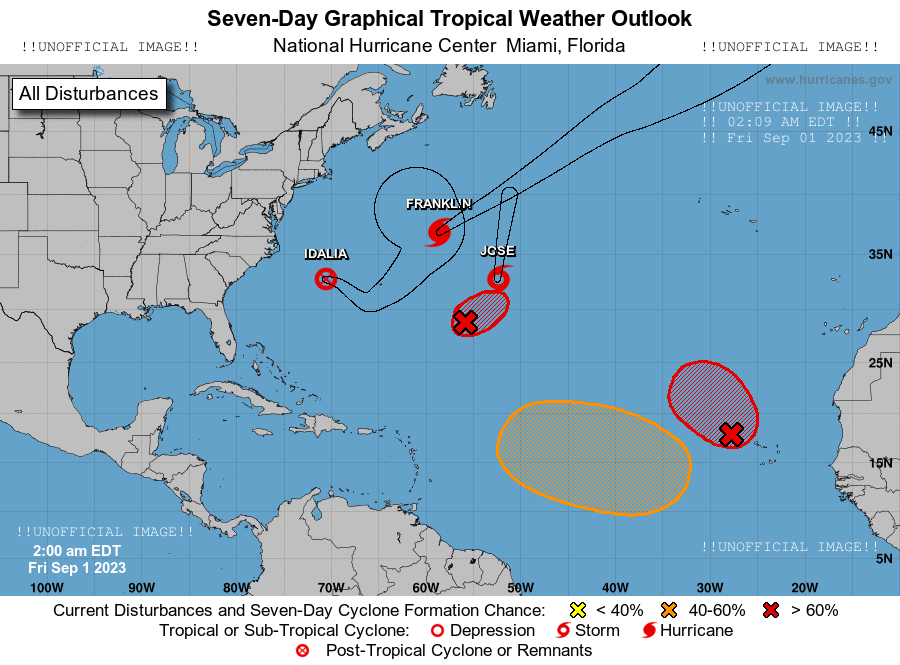 Seven-Day Graphical Tropical Weather Outlook
!!UNOFFICIAL IMAGE!!
National Hurricane Center  Miami, Florida
!!UNOFFICIAL IMAGE!!
All Disturbances
www.hurricanes.gov
!!UNOFFICIAL IMAGE!!
!! 02:09 AM EDT !!
!! Fri Sep 01 2023 !!
45N
FRANKLIN
IDALIA
JOSE
35N
25N
15N
!!UNOFFICIAL IMAGE!!
2:00 am EDT
Fri Sep 1 2023
!!UNOFFICIAL IMAGE!!
5N
100W 90W 80W 70W 60W 50W 40W 30W 20W
Current Disturbances and Seven-Day Cyclone Formation Chance: < 40% 40-60% > 60%
Tropical or Sub-Tropical Cyclone: Depression Storm Hurricane
Post-Tropical Cyclone or Remnants